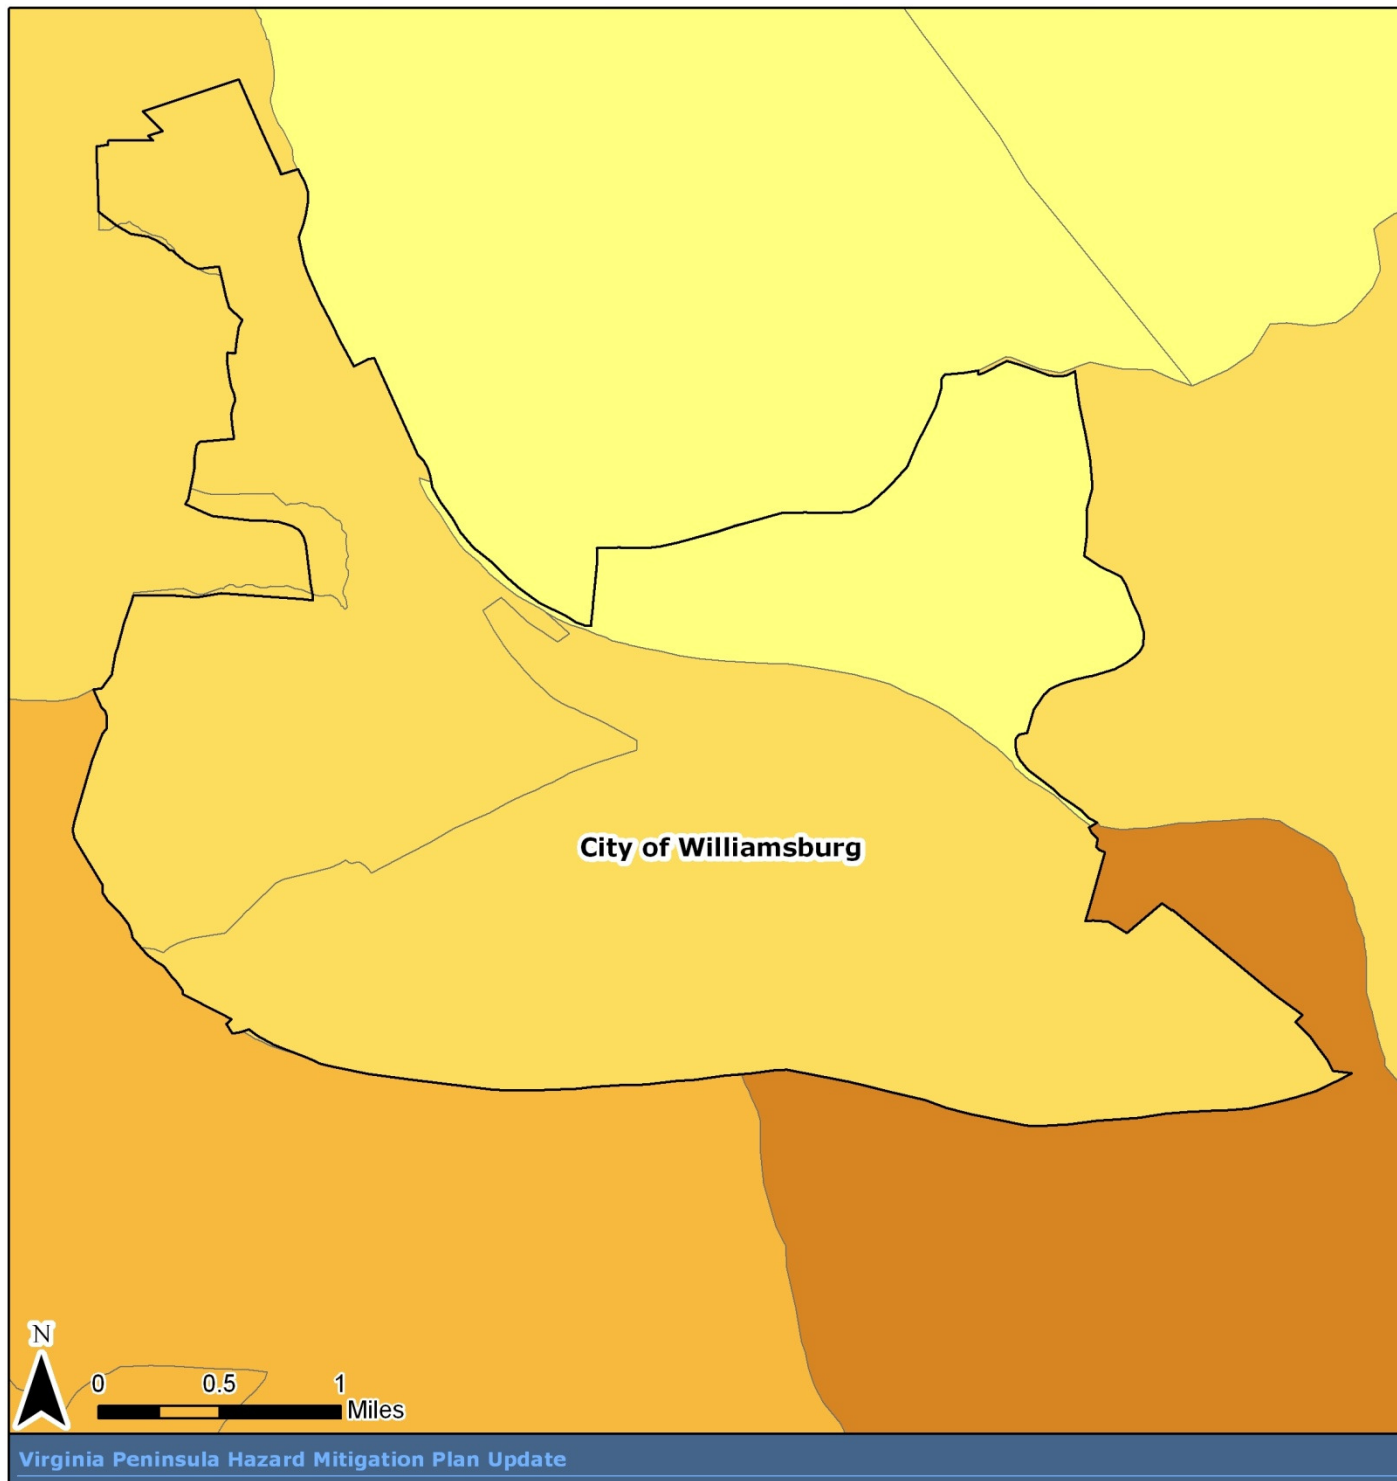 City of Williamsburg
N
0 0.5 1
Miles
Virginia Peninsula Hazard Mitigation Plan Update